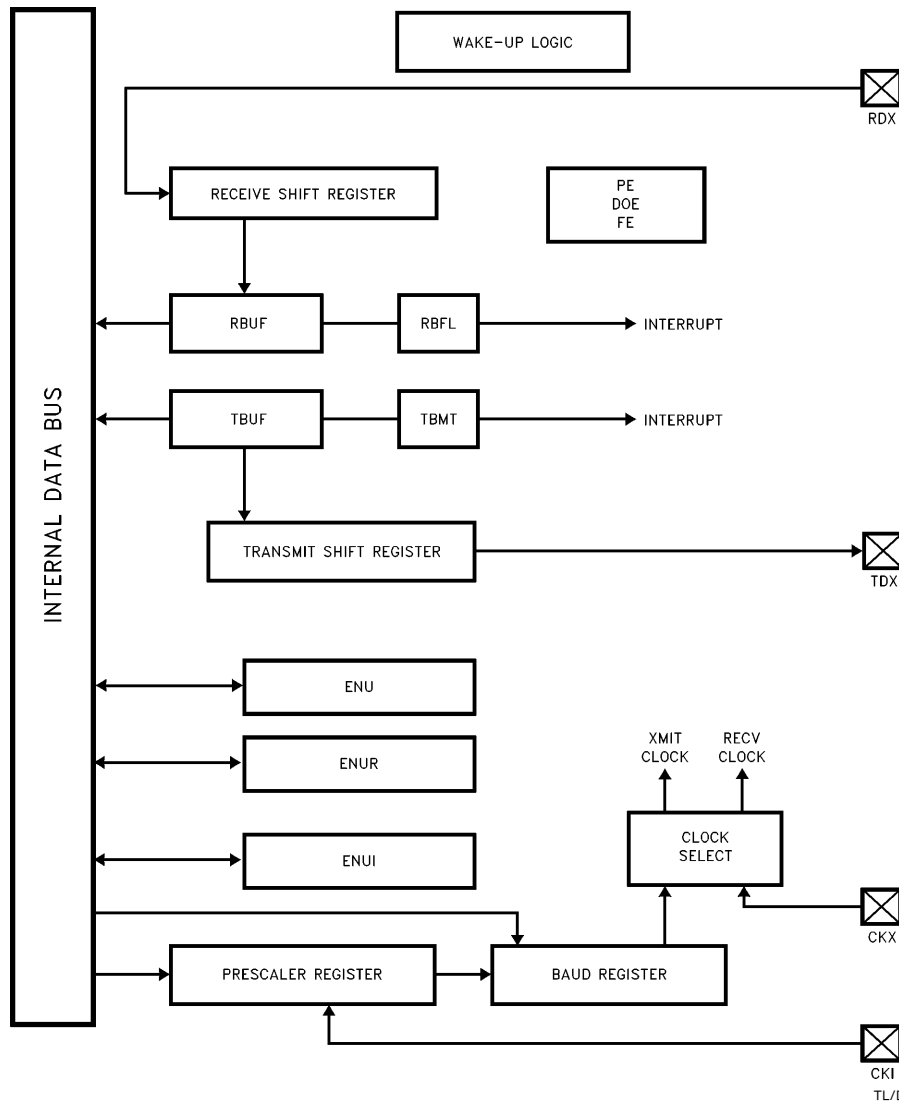 WAKE-UP LOGIC
RDX
RECEIVE SHIFT REGISTER
PE
DOE
FE
RBUF
RBFL
INTERRUPT
INTERNAL DATA BUS
TBUF
TBMT
INTERRUPT
TRANSMIT SHIFT REGISTER
TDX
ENU
XMIT
CLOCK
RECV
CLOCK
ENUR
CLOCK
SELECT
ENUI
CKX
PRESCALER REGISTER
BAUD REGISTER
CKI